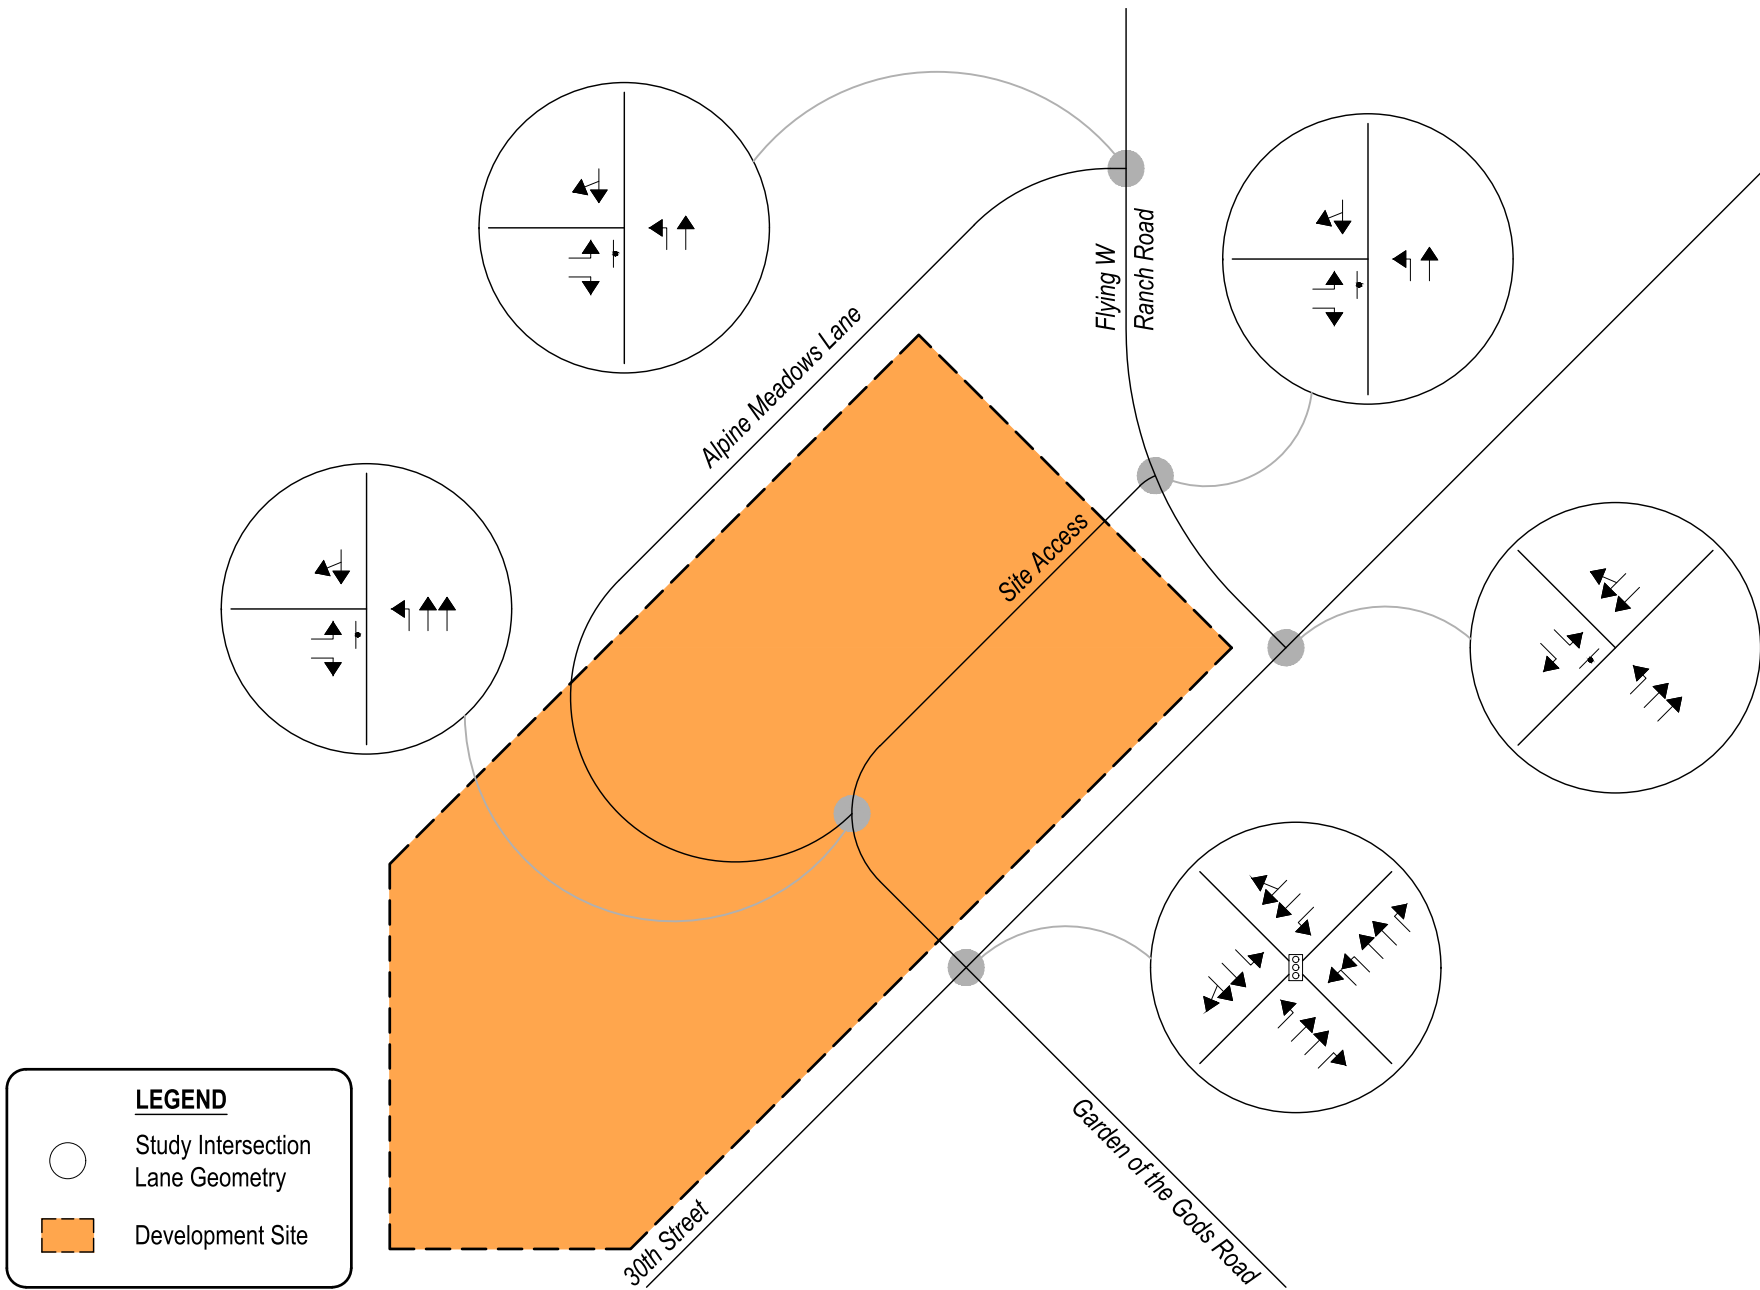 Flying W
Ranch Road
Alpine Meadows Lane
Site Access
30th Street
Garden of the Gods Road
LEGEND
Study Intersection
Lane Geometry
Development Site